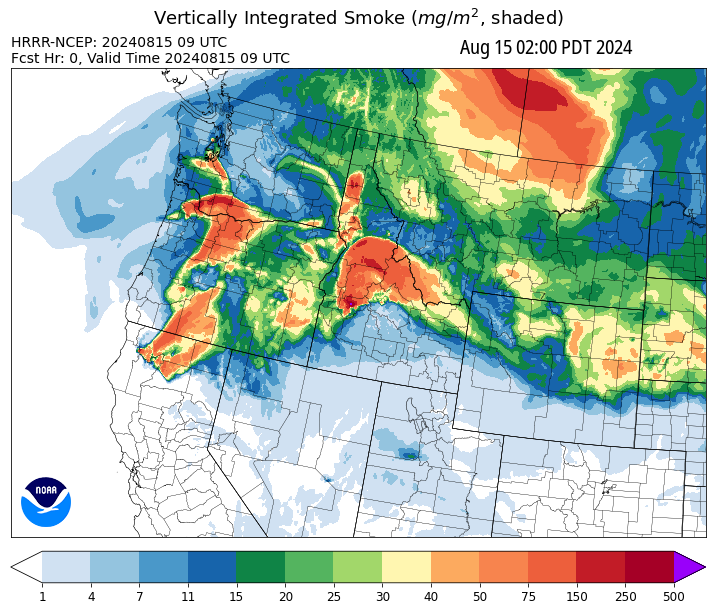 Vertically Integrated Smoke (mg/m², shaded)
HRRR-NCEP: 20240815 09 UTC
Aug 15 02:00 PDT 2024
Fcst Hr: 0, Valid Time 20240815 09 UTC
NOAA
1 4 7 11 15 20 25 30 40 50 75 150 250 500